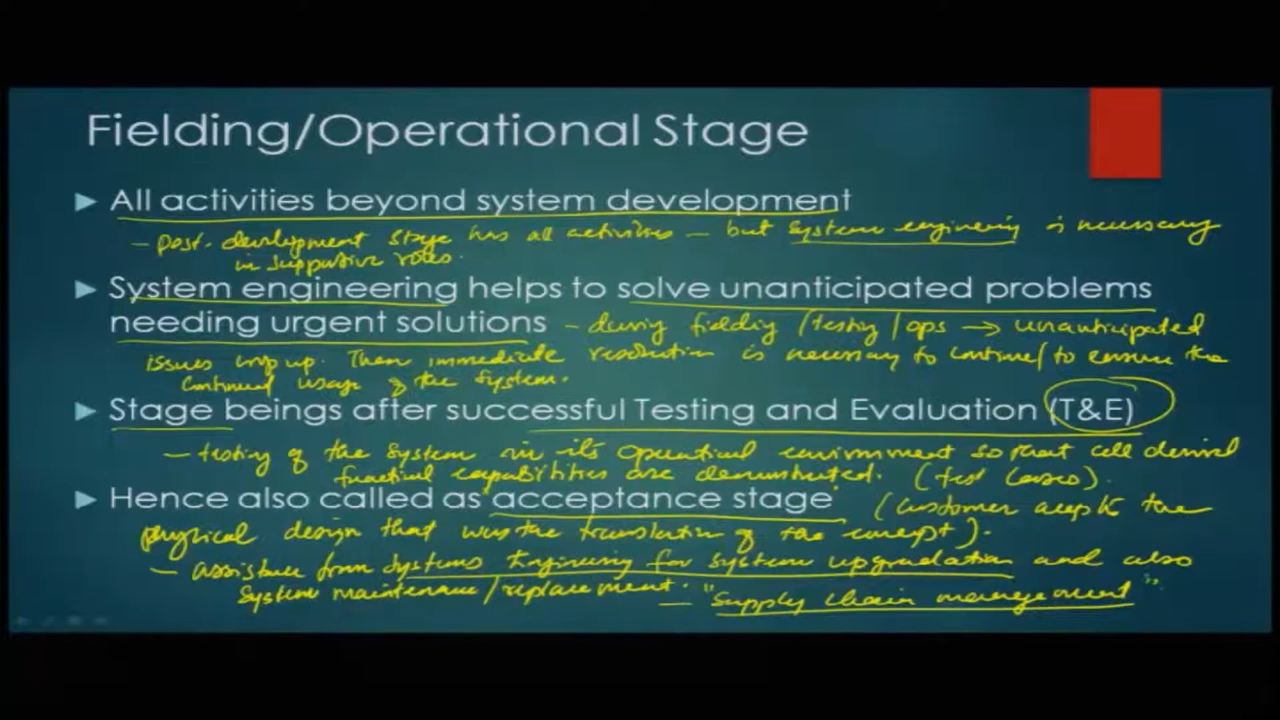 Fielding/Operational Stage
All activities beyond system development
- post-development stage has all activities - but system engineering is necessary
in supportive roles.
System engineering helps to solve unanticipated problems
needing urgent solutions - during fielding /testing/ops → unanticipated
issues crop up. Then immediate resolution is necessary to continue/to ensure the
continued usage of the system.
Stage beings after successful Testing and Evaluation (T&E)
- testing of the system in its operational environment so that all desired
functional capabilities are demonstrated. (test cases).
Hence also called as acceptance stage (customer accepts the
physical design that was the translation of the concept).
- assistance from systems Engineering for system upgradation and also
system maintenance/replacement. - "supply chain management".